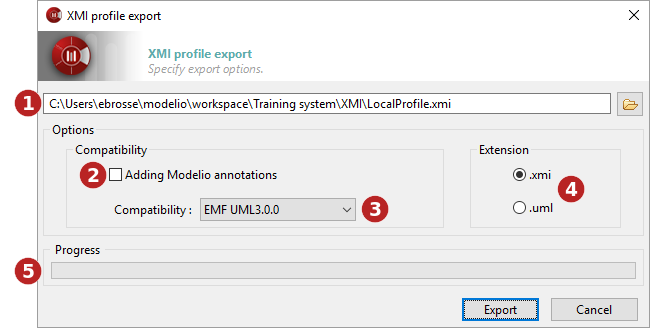 XMI profile export
XMI profile export
Specify export options.
1 C:\Users\ebrosse\modelio\workspace\Training system\XMI\LocalProfile.xmi
Options
Compatibility
2 Adding Modelio annotations
Compatibility : EMF UML3.0.0 3
Extension
.xmi
4
.uml
Progress
5
Export Cancel